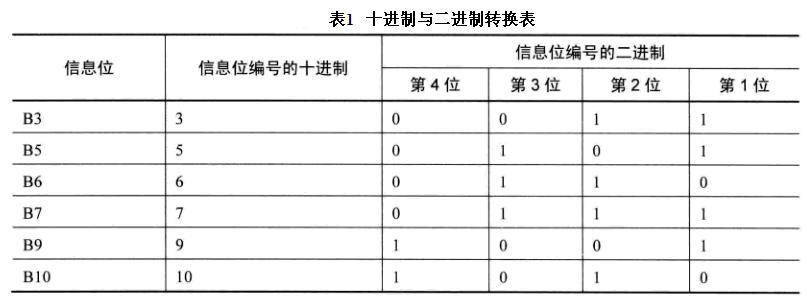 表1 十进制与二进制转换表
信息位 信息位编号的十进制 信息位编号的二进制
第4位 第3位 第2位 第1位
B3 3 0 0 1 1
B5 5 0 1 0 1
B6 6 0 1 1 0
B7 7 0 1 1 1
B9 9 1 0 0 1
B10 10 1 0 1 0